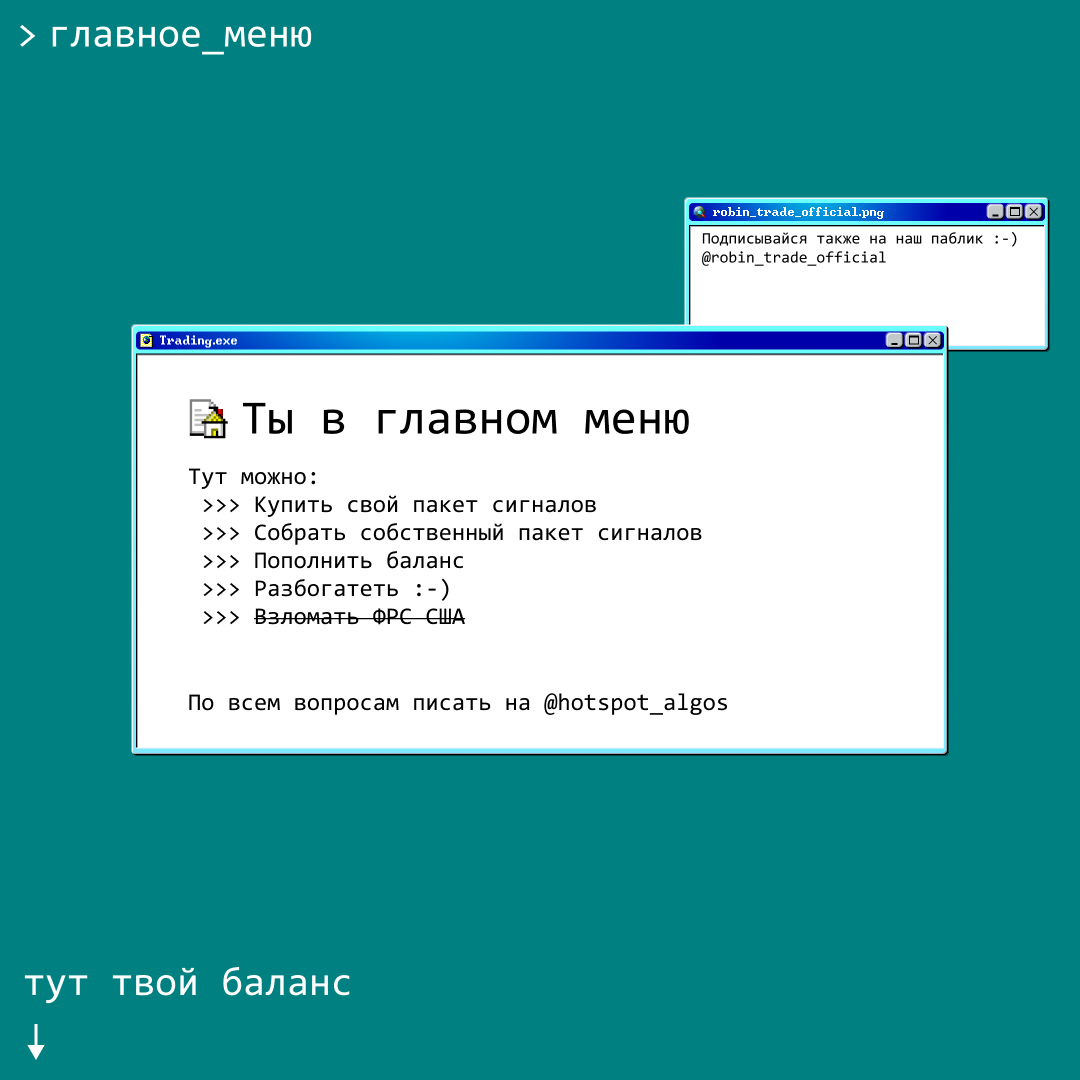 > главное_меню
robin_trade_official.png
Подписывайся также на наш паблик :-)
@robin_trade_official
Trading.exe
Ты в главном меню
Тут можно:
>>> Купить свой пакет сигналов
>>> Собрать собственный пакет сигналов
>>> Пополнить баланс
>>> Разбогатеть :-)
>>> Взломать ФРС США
По всем вопросам писать на @hotspot_algos
тут твой баланс